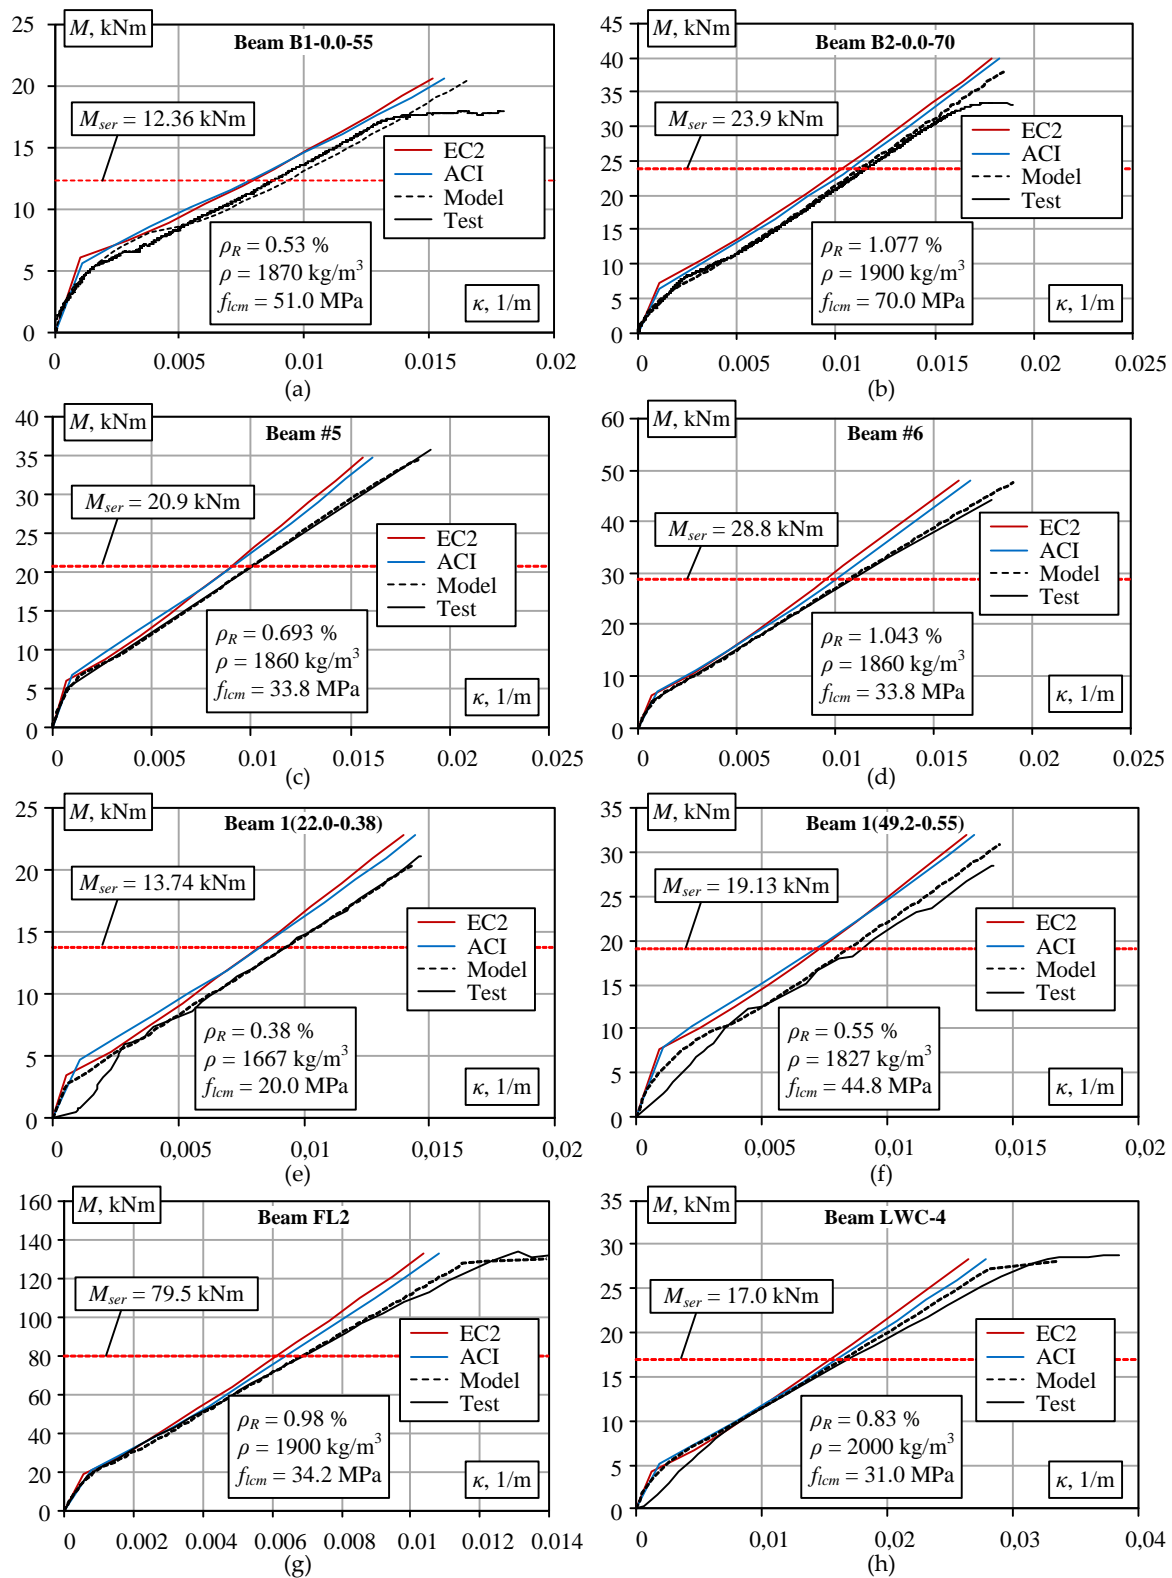 M, kNm
Beam B1-0.0-55
25
20
15
10
5
0
M_ser = 12.36 kNm
EC2
ACI
Model
Test
ρ_R = 0.53 %
ρ = 1870 kg/m³
f_lcm = 51.0 MPa
κ, 1/m
0 0.005 0.01 0.015 0.02
(a)
M, kNm
Beam B2-0.0-70
45
40
35
30
25
20
15
10
5
0
M_ser = 23.9 kNm
EC2
ACI
Model
Test
ρ_R = 1.077 %
ρ = 1900 kg/m³
f_lcm = 70.0 MPa
κ, 1/m
0 0.005 0.01 0.015 0.02 0.025
(b)
M, kNm
Beam #5
40
35
30
25
20
15
10
5
0
M_ser = 20.9 kNm
EC2
ACI
Model
Test
ρ_R = 0.693 %
ρ = 1860 kg/m³
f_lcm = 33.8 MPa
κ, 1/m
0 0.005 0.01 0.015 0.02 0.025
(c)
M, kNm
Beam #6
60
50
40
30
20
10
0
M_ser = 28.8 kNm
EC2
ACI
Model
Test
ρ_R = 1.043 %
ρ = 1860 kg/m³
f_lcm = 33.8 MPa
κ, 1/m
0 0.005 0.01 0.015 0.02 0.025
(d)
M, kNm
Beam 1(22.0-0.38)
25
20
15
10
5
0
M_ser = 13.74 kNm
EC2
ACI
Model
Test
ρ_R = 0.38 %
ρ = 1667 kg/m³
f_lcm = 20.0 MPa
κ, 1/m
0 0,005 0,01 0,015 0,02
(e)
M, kNm
Beam 1(49.2-0.55)
35
30
25
20
15
10
5
0
M_ser = 19.13 kNm
EC2
ACI
Model
Test
ρ_R = 0.55 %
ρ = 1827 kg/m³
f_lcm = 44.8 MPa
κ, 1/m
0 0,005 0,01 0,015 0,02
(f)
M, kNm
Beam FL2
160
140
120
100
80
60
40
20
0
M_ser = 79.5 kNm
EC2
ACI
Model
Test
ρ_R = 0.98 %
ρ = 1900 kg/m³
f_lcm = 34.2 MPa
κ, 1/m
0 0.002 0.004 0.006 0.008 0.01 0.012 0.014
(g)
M, kNm
Beam LWC-4
35
30
25
20
15
10
5
0
M_ser = 17.0 kNm
EC2
ACI
Model
Test
ρ_R = 0.83 %
ρ = 2000 kg/m³
f_lcm = 31.0 MPa
κ, 1/m
0 0,01 0,02 0,03 0,04
(h)